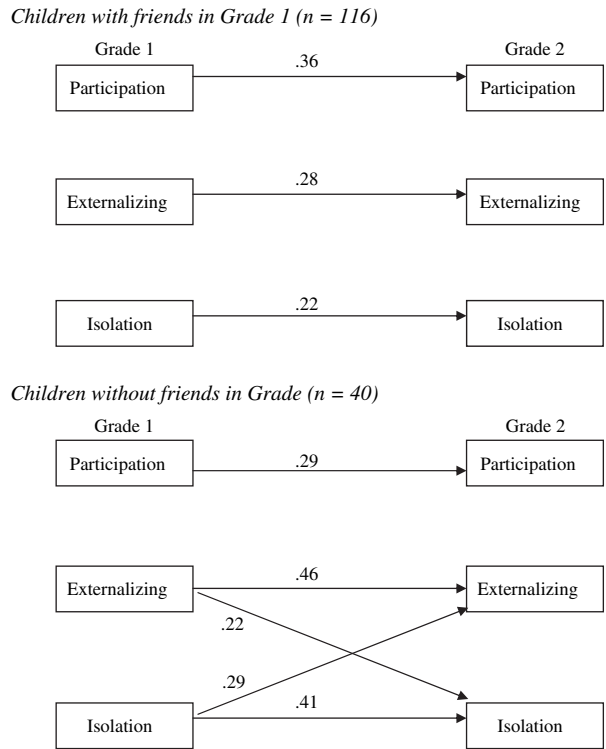 Children with friends in Grade 1 (n = 116)
Grade 1 Grade 2
.36
Participation Participation
.28
Externalizing Externalizing
.22
Isolation Isolation
Children without friends in Grade (n = 40)
Grade 1 Grade 2
Participation .29 Participation
.46
Externalizing Externalizing
.22
.29
.41
Isolation Isolation